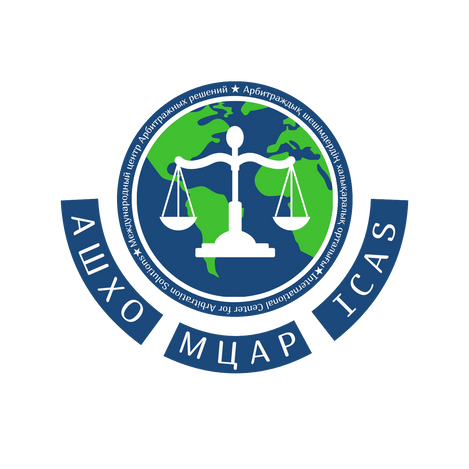 Международный центр Арбитражных решений ★ Арбитраждық шешімдердің халықаралық орталығы ★ International Center for Arbitration Solutions ★
АШХО
МЦАР
ICAS